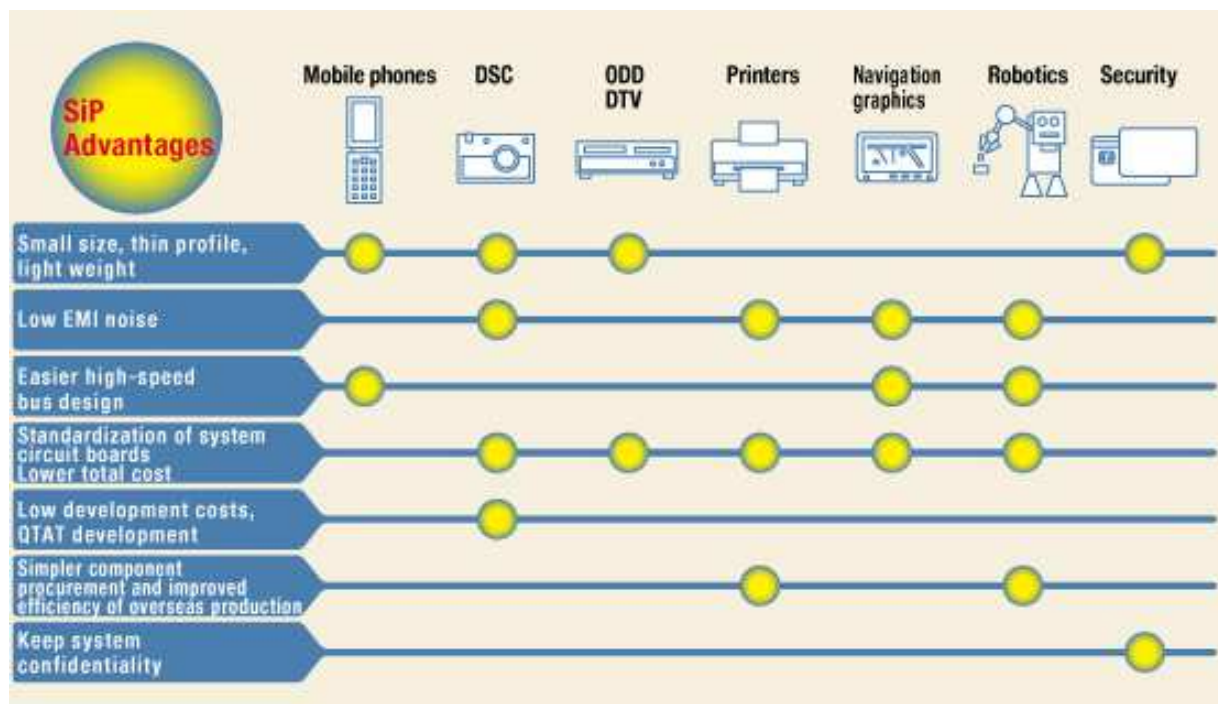 SiP
Advantages
Mobile phones
DSC
ODD
DTV
Printers
Navigation
graphics
Robotics
Security
Small size, thin profile,
light weight
Low EMI noise
Easier high-speed
bus design
Standardization of system
circuit boards
Lower total cost
Low development costs,
QTAT development
Simpler component
procurement and improved
efficiency of overseas production
Keep system
confidentiality